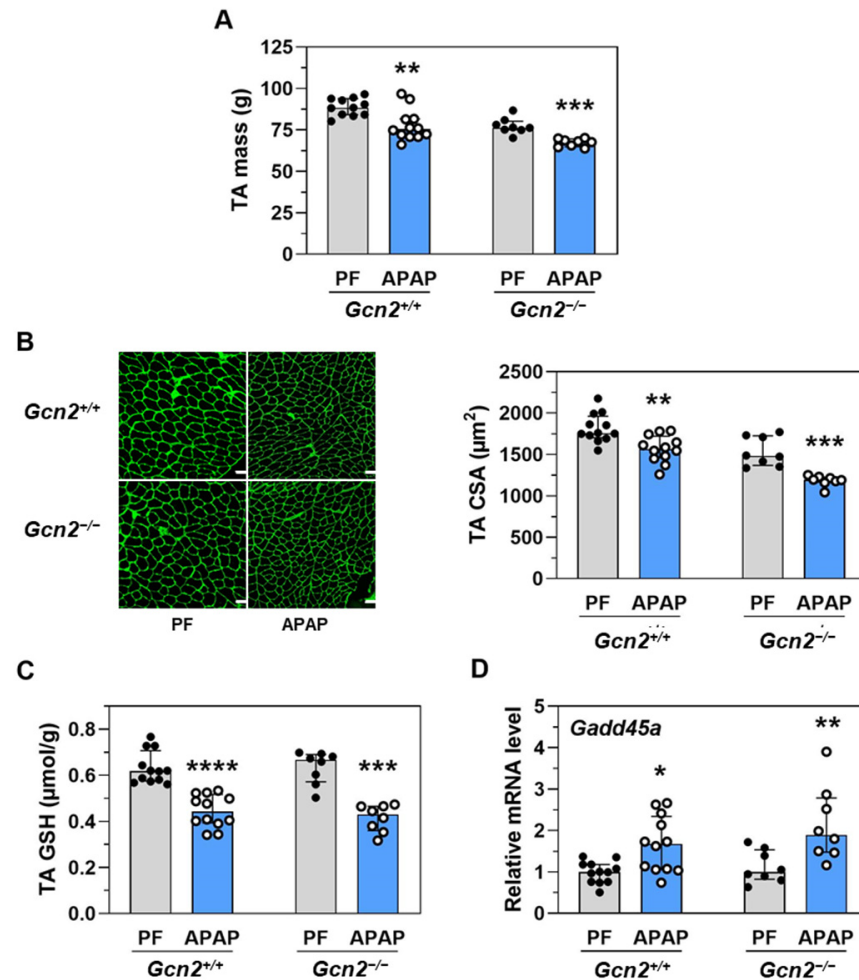 A
TA mass (g)
125
100
75
50
25
0
**
***
PF APAP PF APAP
Gcn2+/+ Gcn2−/−
B
Gcn2+/+
Gcn2−/−
PF APAP
TA CSA (µm²)
2500
2000
1500
1000
500
0
**
***
PF APAP PF APAP
Gcn2+/+ Gcn2−/−
C
TA GSH (µmol/g)
0.8
0.6
0.4
0.2
0.0
****
***
PF APAP PF APAP
Gcn2+/+ Gcn2−/−
D
Relative mRNA level
5
4
3
2
1
0
Gadd45a
*
**
PF APAP PF APAP
Gcn2+/+ Gcn2−/−